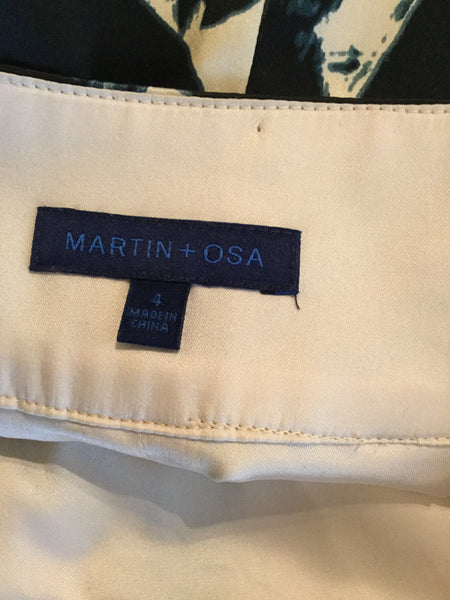 MARTIN + OSA
4
MADE IN
CHINA